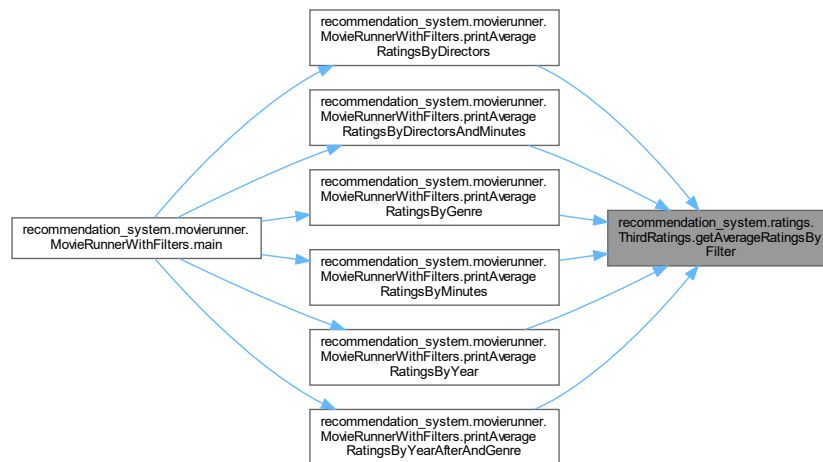 recommendation_system.movierunner.
MovieRunnerWithFilters.main
recommendation_system.movierunner.
MovieRunnerWithFilters.printAverage
RatingsByDirectors
recommendation_system.movierunner.
MovieRunnerWithFilters.printAverage
RatingsByDirectorsAndMinutes
recommendation_system.movierunner.
MovieRunnerWithFilters.printAverage
RatingsByGenre
recommendation_system.movierunner.
MovieRunnerWithFilters.printAverage
RatingsByMinutes
recommendation_system.movierunner.
MovieRunnerWithFilters.printAverage
RatingsByYear
recommendation_system.movierunner.
MovieRunnerWithFilters.printAverage
RatingsByYearAfterAndGenre
recommendation_system.ratings.
ThirdRatings.getAverageRatingsBy
Filter